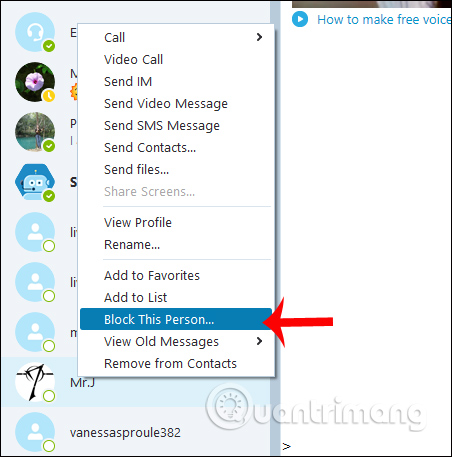 How to make free voice
E
Call
Video Call
M
Send IM
Send Video Message
P
Send SMS Message
Send Contacts...
Send files...
S
Share Screens...
View Profile
li
Rename...
Add to Favorites
li
Add to List
Block This Person...
m
View Old Messages
Remove from Contacts
Mr.J
Quantrimang
vanessasproule382
>